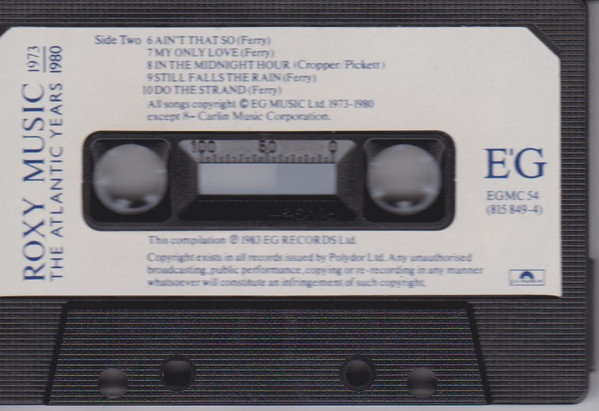 ROXY MUSIC 1973
THE ATLANTIC YEARS 1980
Side Two 6 AIN'T THAT SO (Ferry)
7 MY ONLY LOVE (Ferry)
8 IN THE MIDNIGHT HOUR (Cropper/Pickett)
9 STILL FALLS THE RAIN (Ferry)
10 DO THE STRAND (Ferry)
All songs copyright © EG MUSIC Ltd. 1973-1980
except 8– Carlin Music Corporation.
100 50 0
E'G
EGMC 54
(815 849-4)
This compilation ℗ 1983 EG RECORDS Ltd.
Copyright exists in all records issued by Polydor Ltd. Any unauthorised
broadcasting, public performance, copying or re-recording in any manner
whatsoever will constitute an infringement of such copyright.